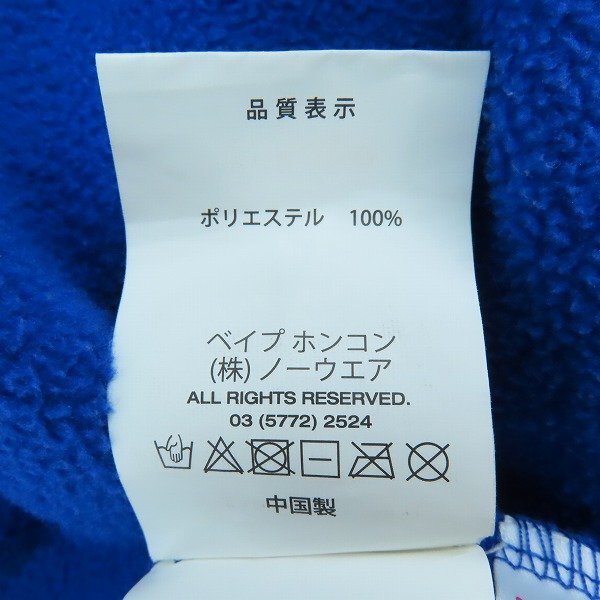 品質表示
ポリエステル 100%
ベイプ ホンコン
(株) ノーウエア
ALL RIGHTS RESERVED.
03 (5772) 2524
中国製